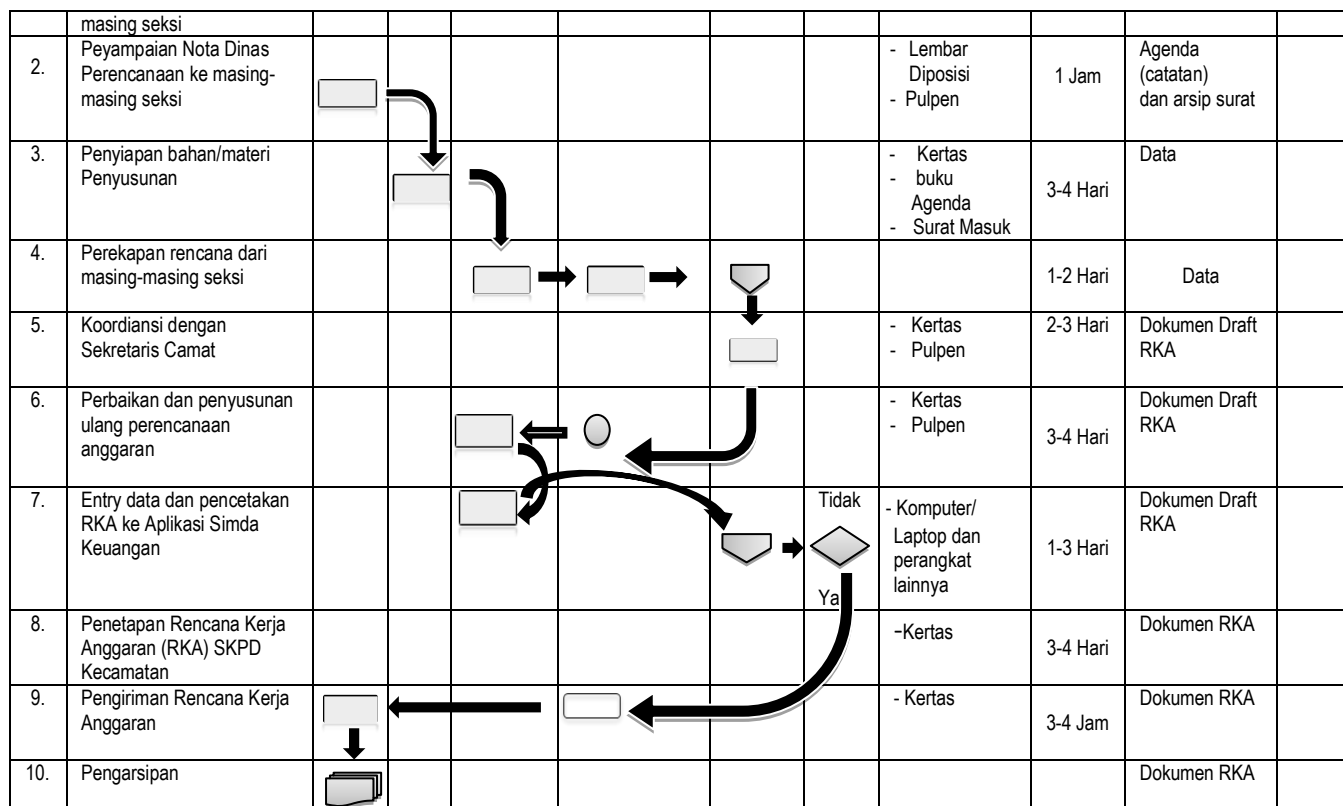 masing seksi
2.
Peyampaian Nota Dinas
Perencanaan ke masing-
masing seksi
- Lembar
Diposisi
- Pulpen
1 Jam
Agenda
(catatan)
dan arsip surat
3.
Penyiapan bahan/materi
Penyusunan
- Kertas
- buku
Agenda
- Surat Masuk
3-4 Hari
Data
4.
Perekapan rencana dari
masing-masing seksi
1-2 Hari
Data
5.
Koordiansi dengan
Sekretaris Camat
- Kertas
- Pulpen
2-3 Hari
Dokumen Draft
RKA
6.
Perbaikan dan penyusunan
ulang perencanaan
anggaran
- Kertas
- Pulpen
3-4 Hari
Dokumen Draft
RKA
7.
Entry data dan pencetakan
RKA ke Aplikasi Simda
Keuangan
Tidak
Ya
- Komputer/
Laptop dan
perangkat
lainnya
1-3 Hari
Dokumen Draft
RKA
8.
Penetapan Rencana Kerja
Anggaran (RKA) SKPD
Kecamatan
-Kertas
3-4 Hari
Dokumen RKA
9.
Pengiriman Rencana Kerja
Anggaran
- Kertas
3-4 Jam
Dokumen RKA
10.
Pengarsipan
Dokumen RKA